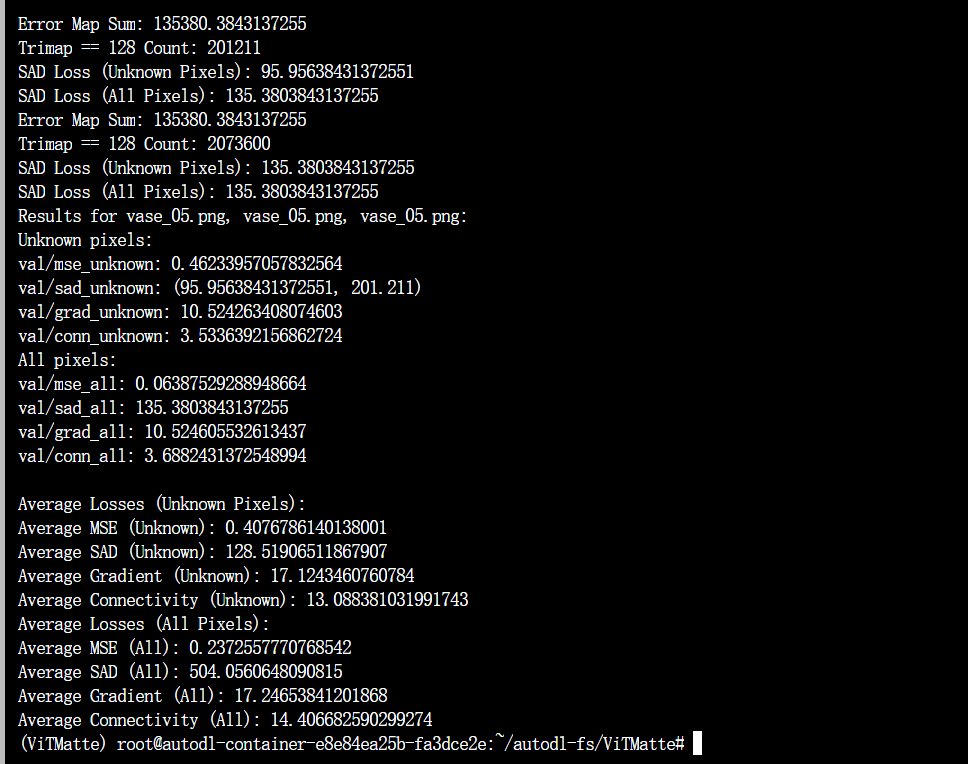 Error Map Sum: 135380.3843137255
Trimap == 128 Count: 201211
SAD Loss (Unknown Pixels): 95.95638431372551
SAD Loss (All Pixels): 135.3803843137255
Error Map Sum: 135380.3843137255
Trimap == 128 Count: 2073600
SAD Loss (Unknown Pixels): 135.3803843137255
SAD Loss (All Pixels): 135.3803843137255
Results for vase_05.png, vase_05.png, vase_05.png:
Unknown pixels:
val/mse_unknown: 0.46233957057832564
val/sad_unknown: (95.95638431372551, 201.211)
val/grad_unknown: 10.524263408074603
val/conn_unknown: 3.5336392156862724
All pixels:
val/mse_all: 0.06387529288948664
val/sad_all: 135.3803843137255
val/grad_all: 10.524605532613437
val/conn_all: 3.6882431372548994
Average Losses (Unknown Pixels):
Average MSE (Unknown): 0.4076786140138001
Average SAD (Unknown): 128.51906511867907
Average Gradient (Unknown): 17.1243460760784
Average Connectivity (Unknown): 13.088381031991743
Average Losses (All Pixels):
Average MSE (All): 0.2372557770768542
Average SAD (All): 504.0560648090815
Average Gradient (All): 17.24653841201868
Average Connectivity (All): 14.406682590299274
(ViTMatte) root@autodl-container-e8e84ea25b-fa3dce2e:~/autodl-fs/ViTMatte#